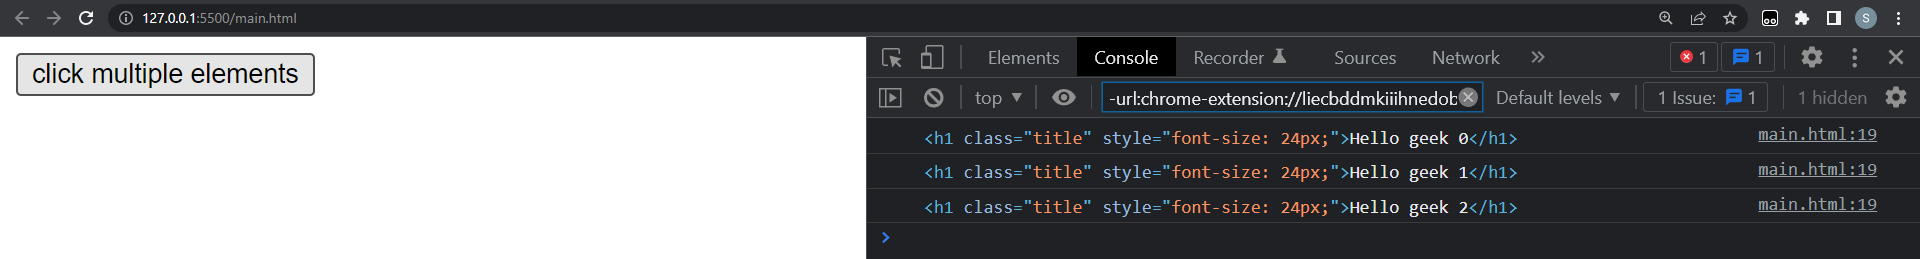 127.0.0.1:5500/main.html
S
click multiple elements
Elements Console Recorder Sources Network 1 1
top -url:chrome-extension://liecbddmkiiihnedob Default levels 1 Issue: 1 1 hidden
<h1 class="title" style="font-size: 24px;">Hello geek 0</h1> main.html:19
<h1 class="title" style="font-size: 24px;">Hello geek 1</h1> main.html:19
<h1 class="title" style="font-size: 24px;">Hello geek 2</h1> main.html:19